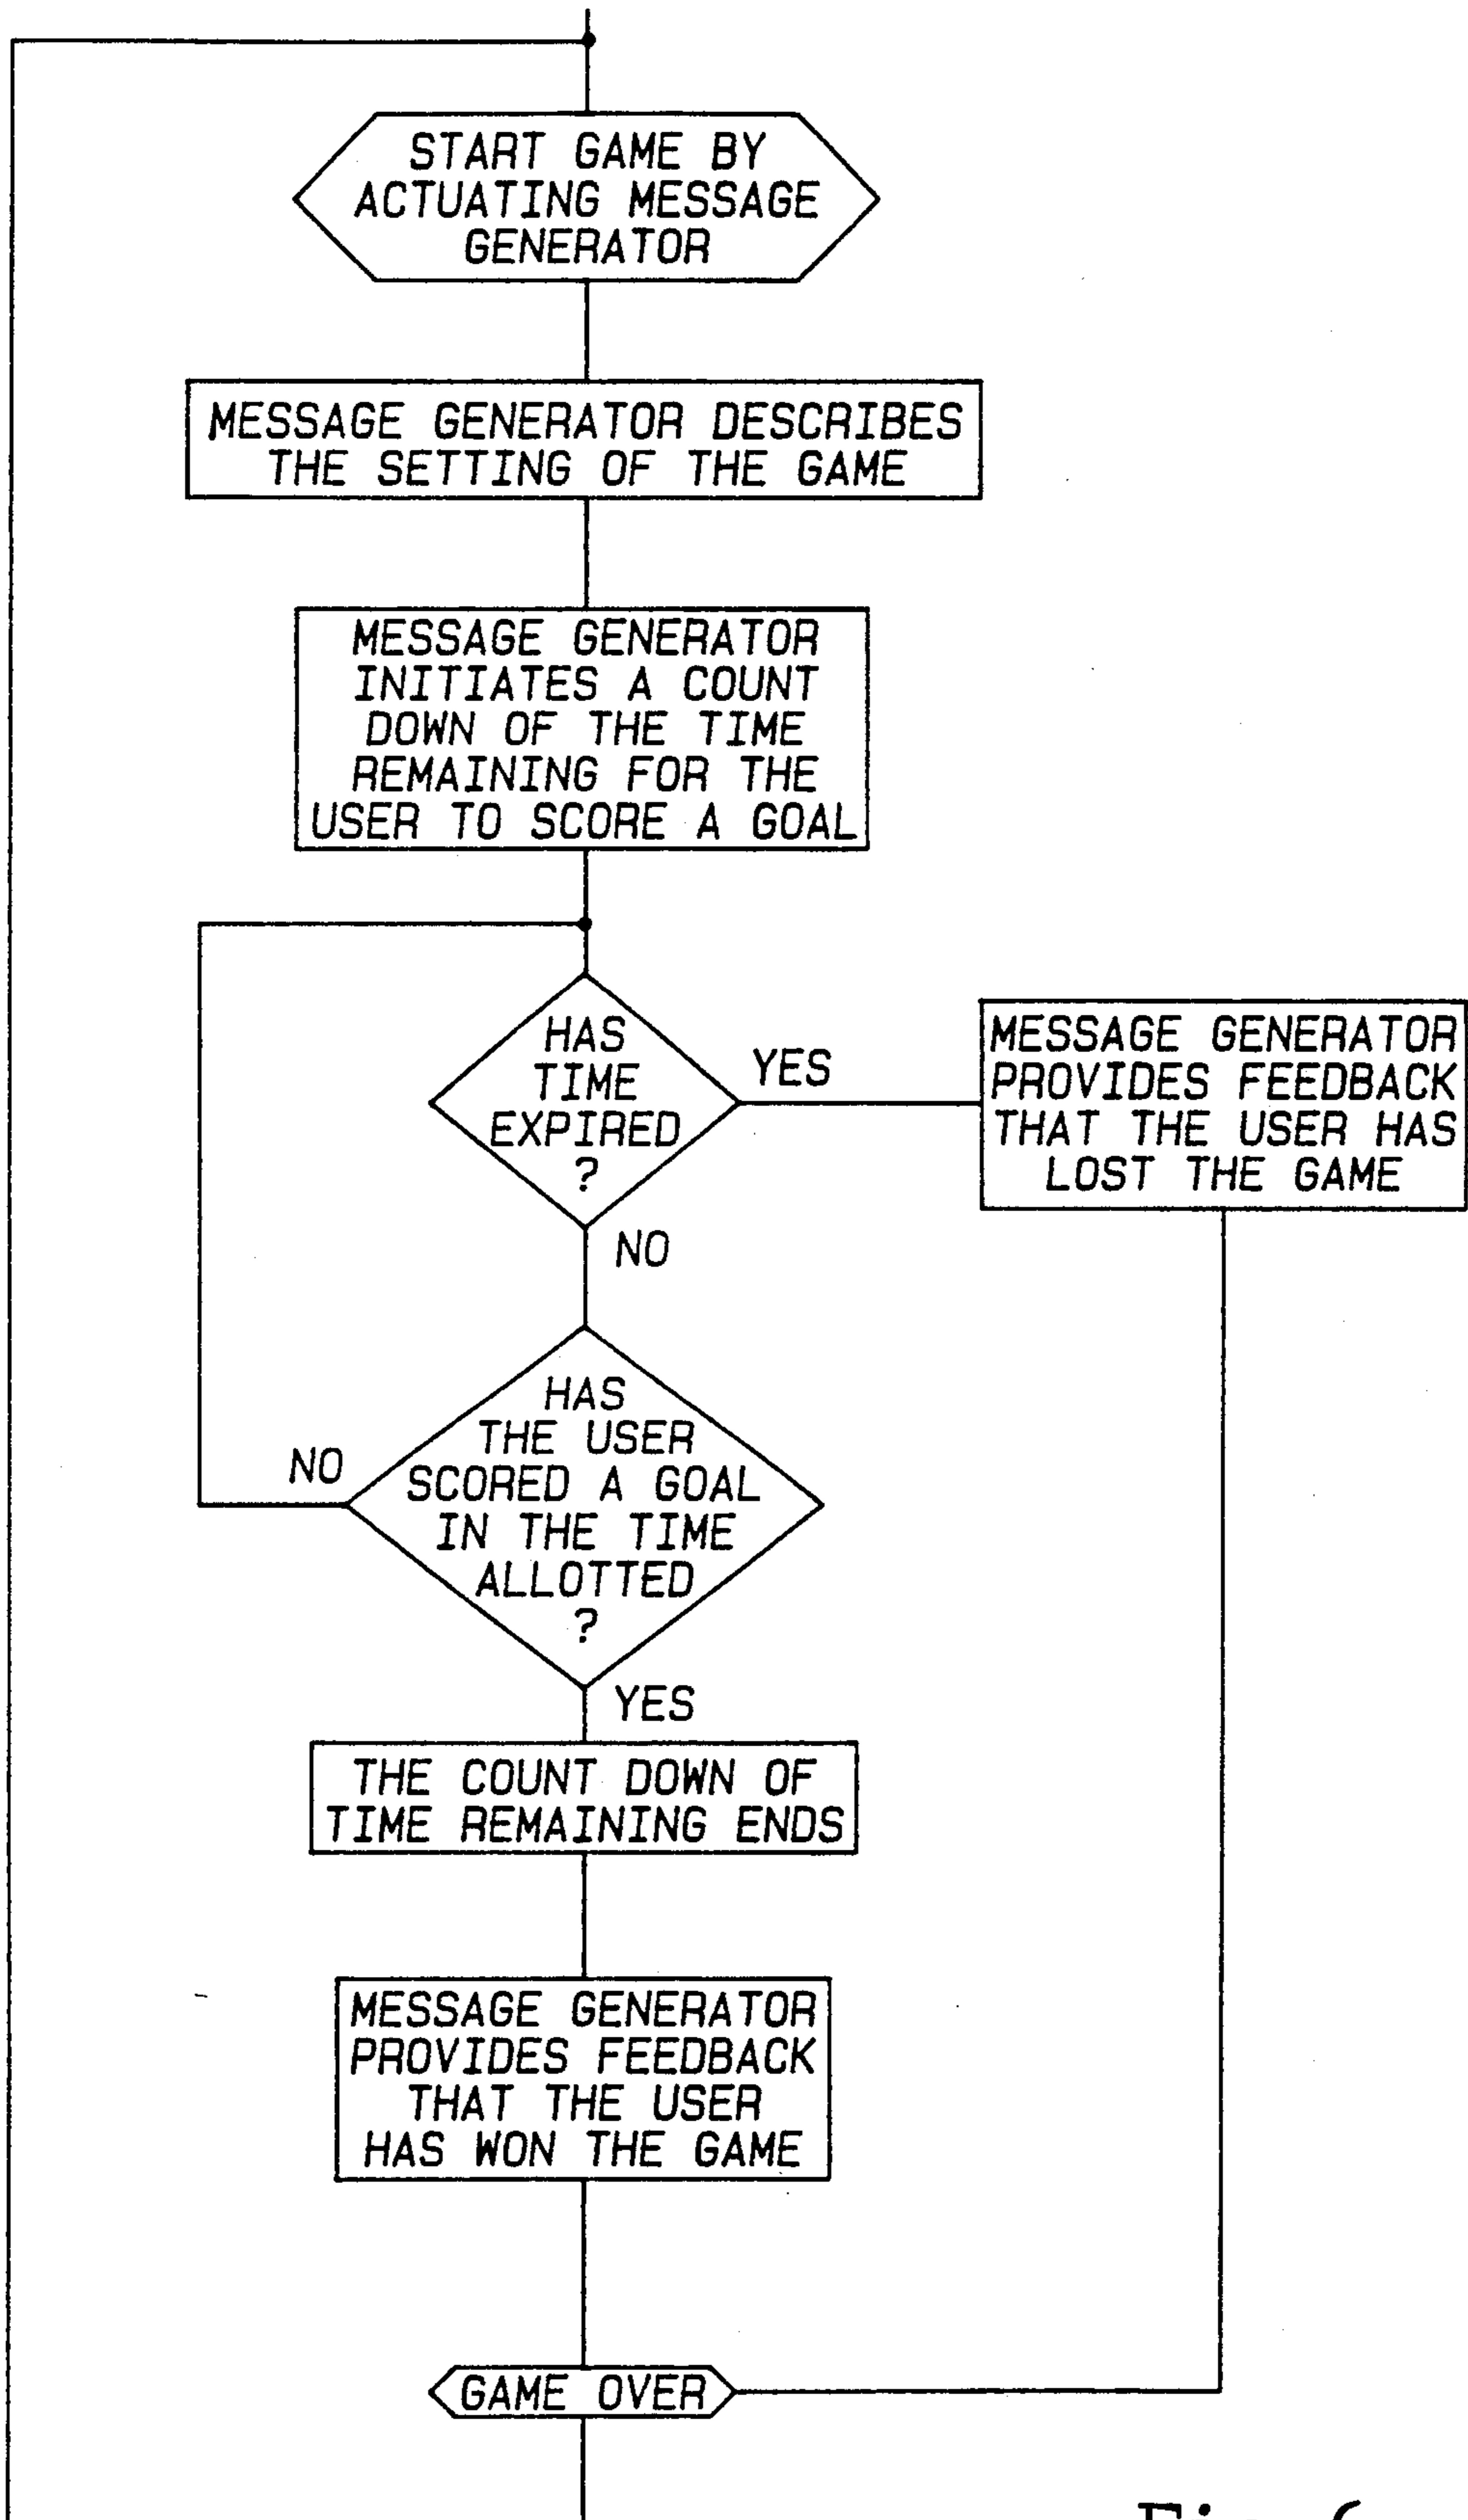 START GAME BY
ACTUATING MESSAGE
GENERATOR
MESSAGE GENERATOR DESCRIBES
THE SETTING OF THE GAME
MESSAGE GENERATOR
INITIATES A COUNT
DOWN OF THE TIME
REMAINING FOR THE
USER TO SCORE A GOAL
HAS
TIME
EXPIRED
?
YES
MESSAGE GENERATOR
PROVIDES FEEDBACK
THAT THE USER HAS
LOST THE GAME
NO
HAS
THE USER
SCORED A GOAL
IN THE TIME
ALLOTTED
?
NO
YES
THE COUNT DOWN OF
TIME REMAINING ENDS
MESSAGE GENERATOR
PROVIDES FEEDBACK
THAT THE USER
HAS WON THE GAME
GAME OVER